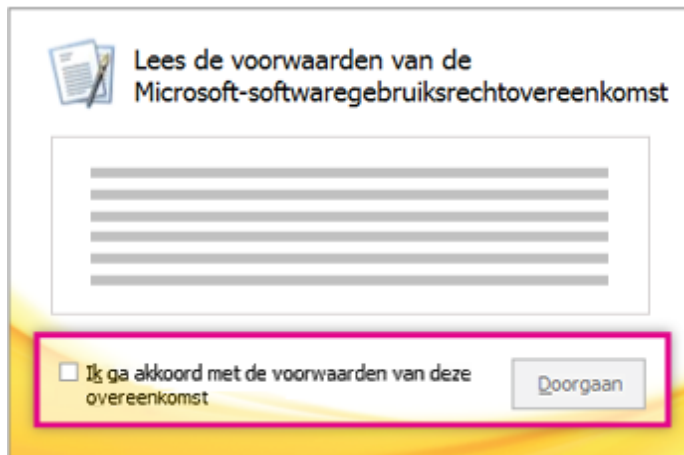 Lees de voorwaarden van de
Microsoft-softwaregebruiksrechtovereenkomst
Ik ga akkoord met de voorwaarden van deze
overeenkomst
Doorgaan